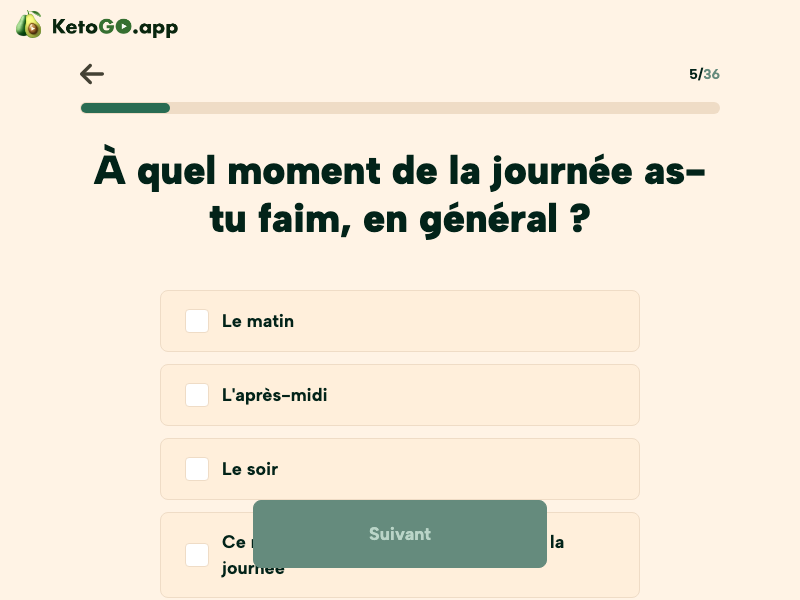 KetoGO.app
5/36
À quel moment de la journée as-
tu faim, en général ?
Le matin
L'après-midi
Le soir
Suivant
Ce la
journée